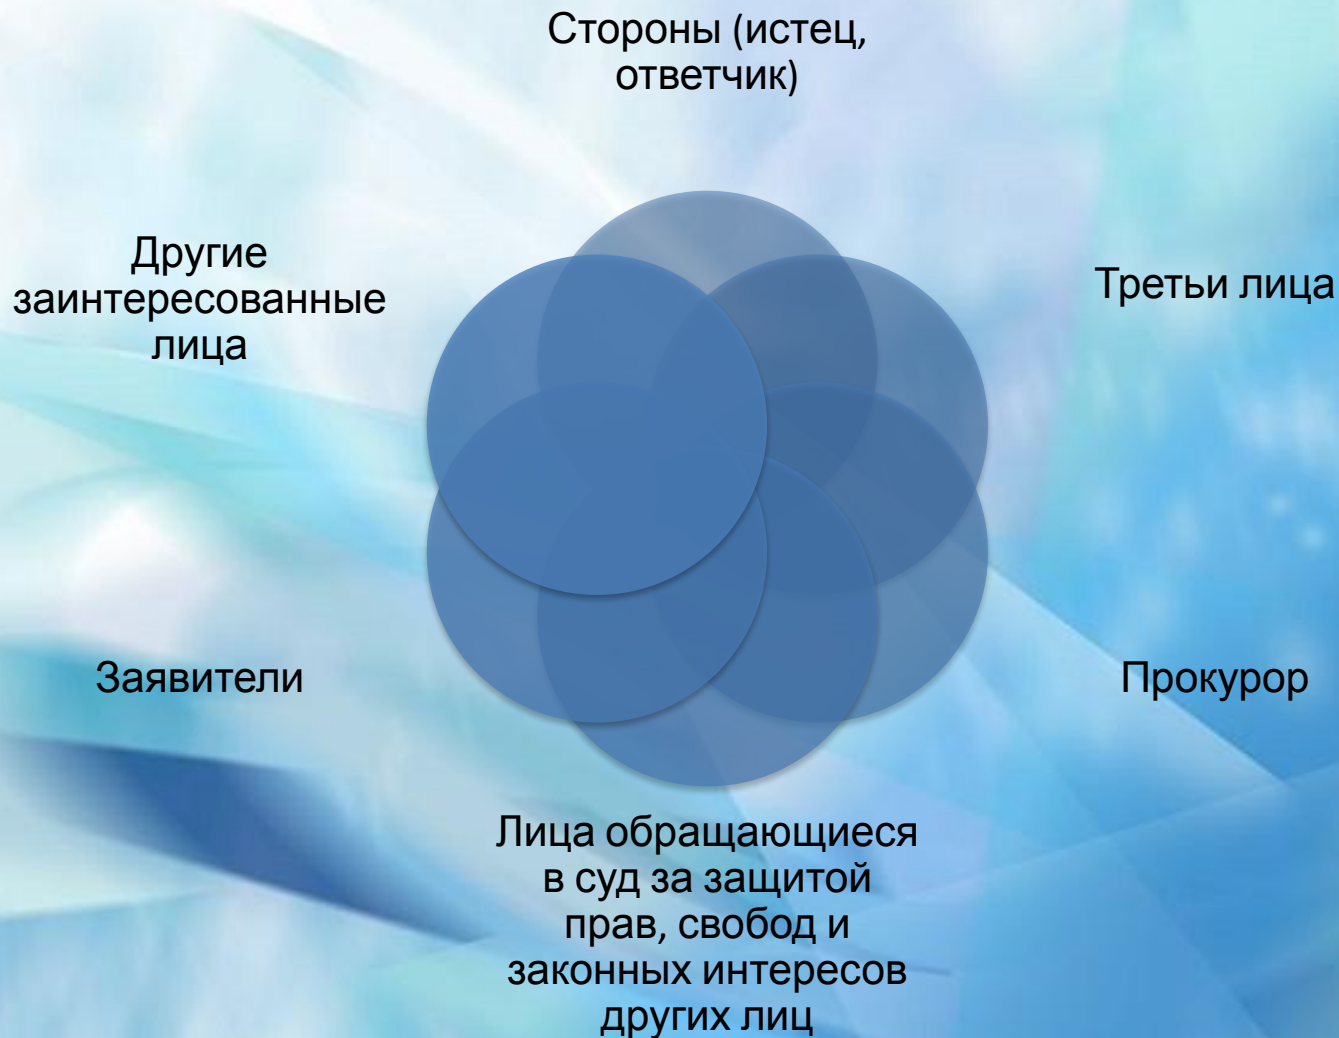 Стороны (истец,
ответчик)
Другие
заинтересованные
лица
Третьи лица
Заявители
Прокурор
Лица обращающиеся
в суд за защитой
прав, свобод и
законных интересов
других лиц